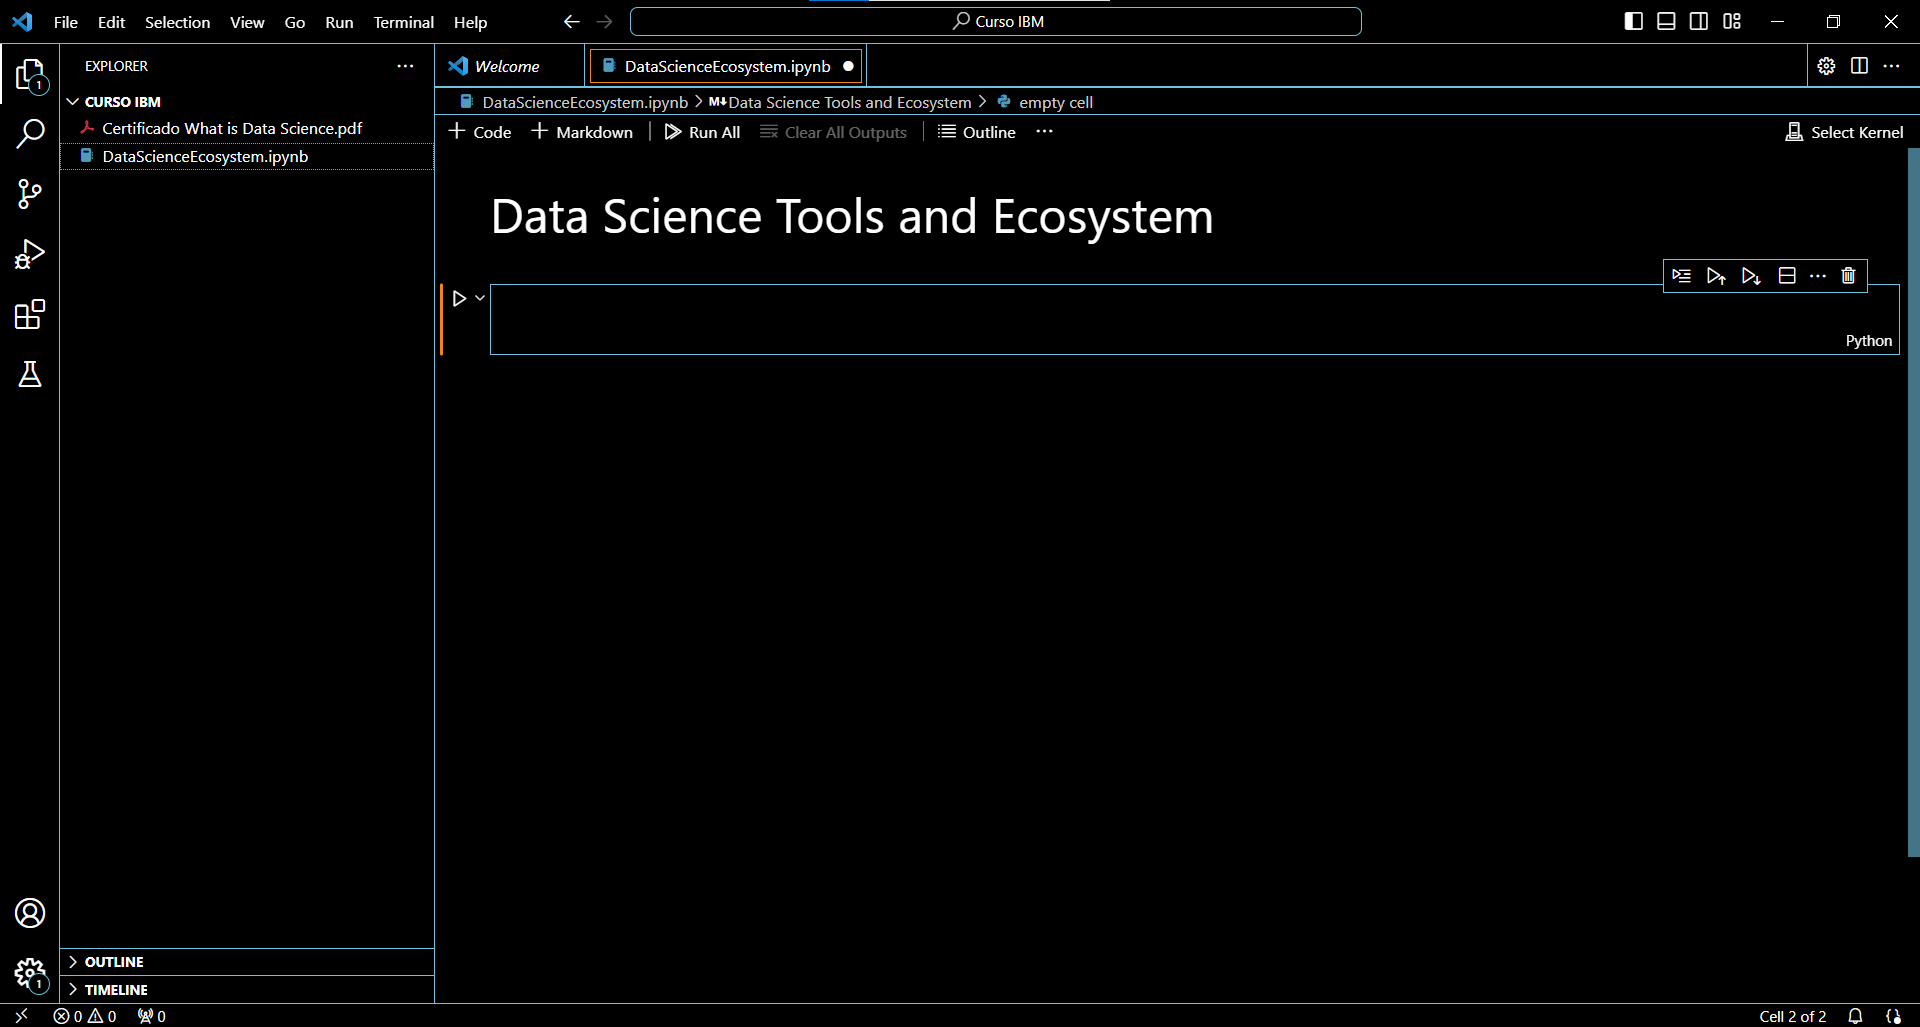 File Edit Selection View Go Run Terminal Help
Curso IBM
EXPLORER
1
CURSO IBM
Certificado What is Data Science.pdf
DataScienceEcosystem.ipynb
Welcome
DataScienceEcosystem.ipynb
DataScienceEcosystem.ipynb > M↓Data Science Tools and Ecosystem > empty cell
+ Code + Markdown | Run All Clear All Outputs | Outline ...
Select Kernel
Data Science Tools and Ecosystem
Python
OUTLINE
1
TIMELINE
0 0 0
Cell 2 of 2